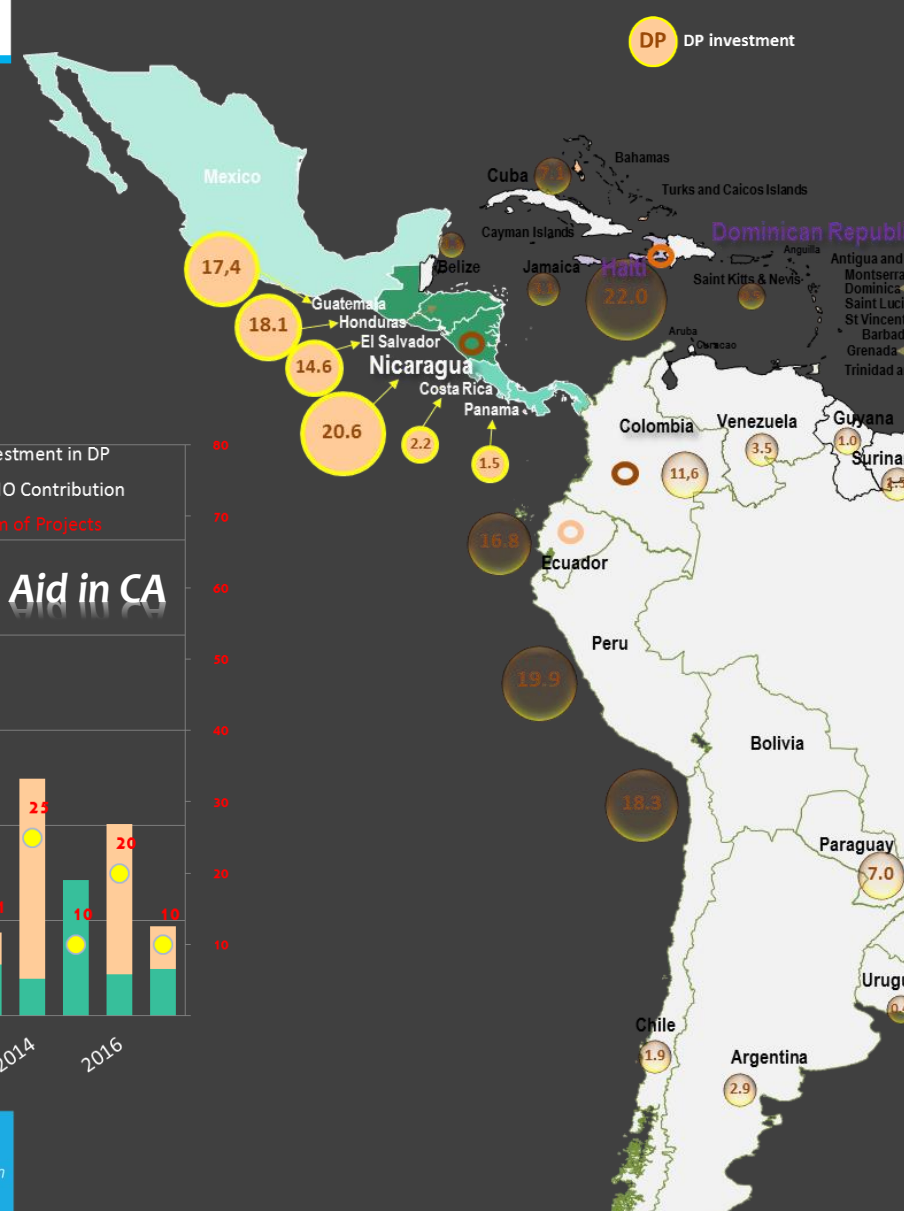 DP DP investment
Bahamas
Mexico
Cuba
Turks and Caicos Islands
Cayman Islands
Dominican Republi
Anguilla
Antigua and
Belize
Jamaica
Haiti
Montserra
17,4
Saint Kitts & Nevis
Dominica
22.0
Guatemala
Saint Luci
18.1
Honduras
St Vincent
Aruba
Barbad
El Salvador
Curacao
Grenada
14.6
Nicaragua
Trinidad a
Costa Rica
Panama
20.6
2.2
1.5
Colombia
Venezuela
Guyana
3.5
1.0
Surina
11,6
1.5
80
estment in DP
IO Contribution
n of Projects
70
16.8
Ecuador
60
Aid in CA
50
Peru
19.9
40
Bolivia
30
18.3
25
20
20
Paraguay
7.0
10
10
10
Urugu
2014
2016
Chile
1.9
Argentina
2.9